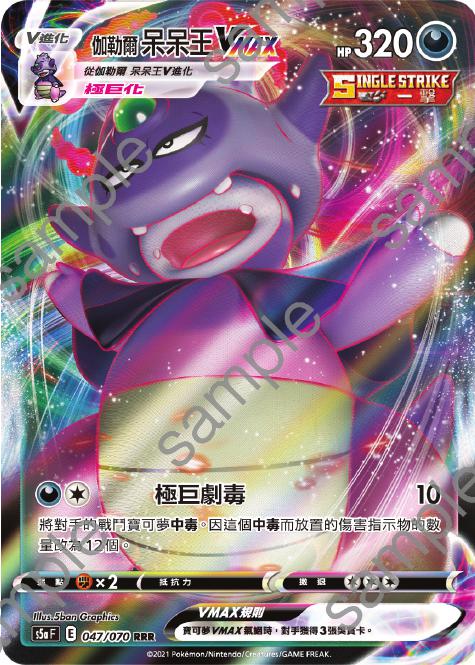 V進化
伽勒爾 呆呆王VMAX
HP 320
從伽勒爾 呆呆王V進化
極巨化
SINGLE STRIKE
一擊
極巨劇毒 10
將對手的戰鬥寶可夢中毒。因這個中毒而放置的傷害指示物的數
量改為12個。
弱點 ×2 抵抗力 撤退
Illus. 5ban Graphics
VMAX規則
s5a F E 047/070 RRR
寶可夢VMAX氣絕時，對手獲得3張獎賞卡。
©2021 Pokémon/Nintendo/Creatures/GAME FREAK.
sample
sample
sample
sample
sample
sample
sample